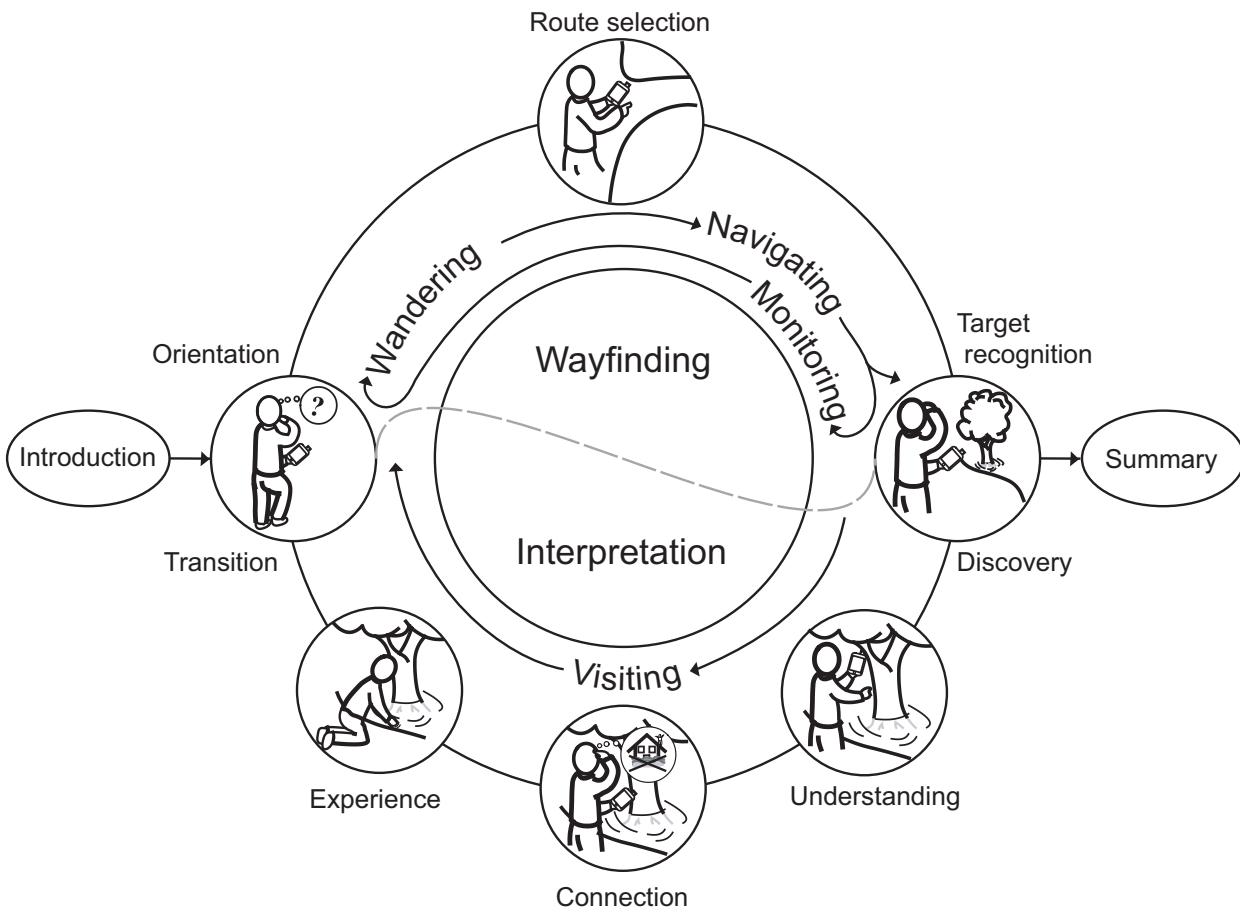 Route selection
Wandering
Navigating
Monitoring
Orientation
Target
recognition
Wayfinding
?
Introduction
Summary
Interpretation
Transition
Discovery
Visiting
Experience
Understanding
Connection